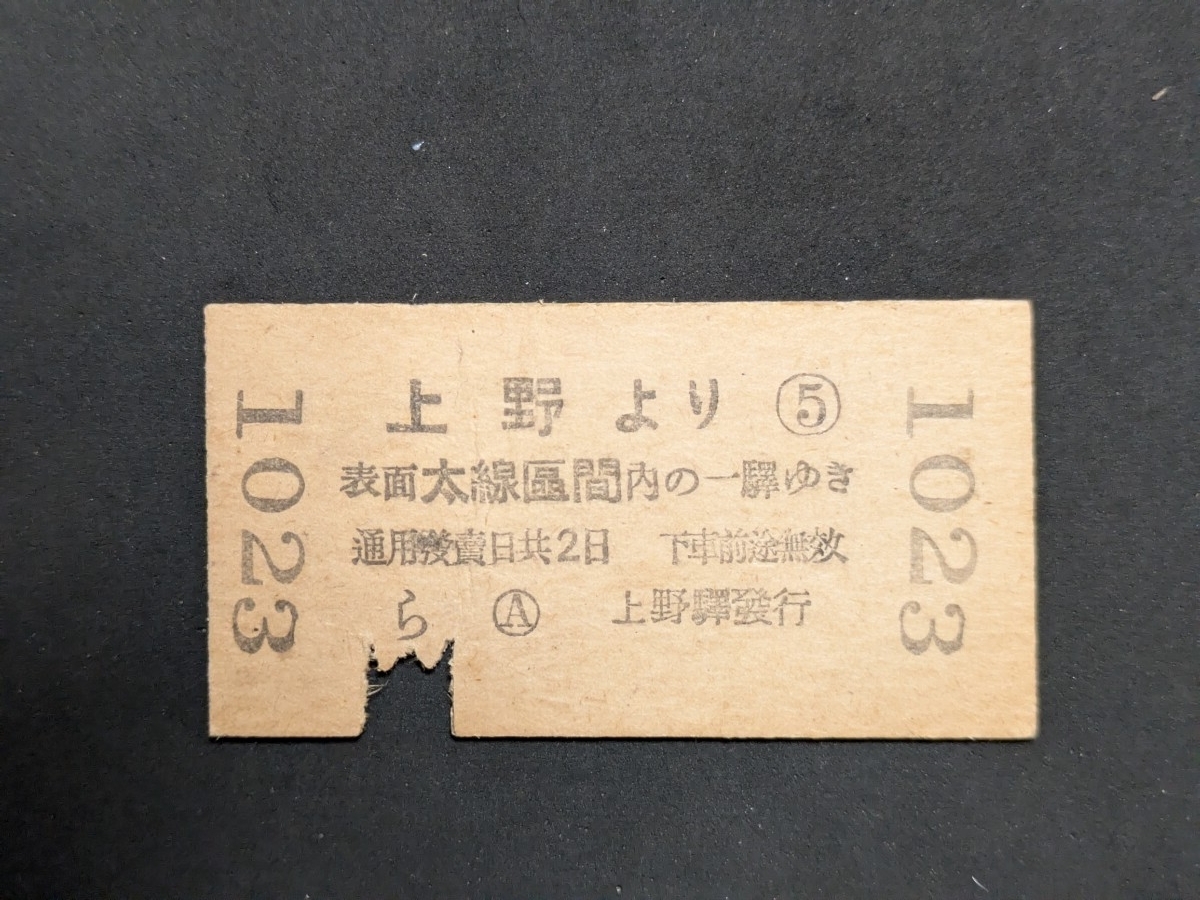 上野より ⑤
表面太線區間内の一驛ゆき
通用發賣日共2日 下車前途無效
ら Ⓐ 上野驛發行
1023
1023